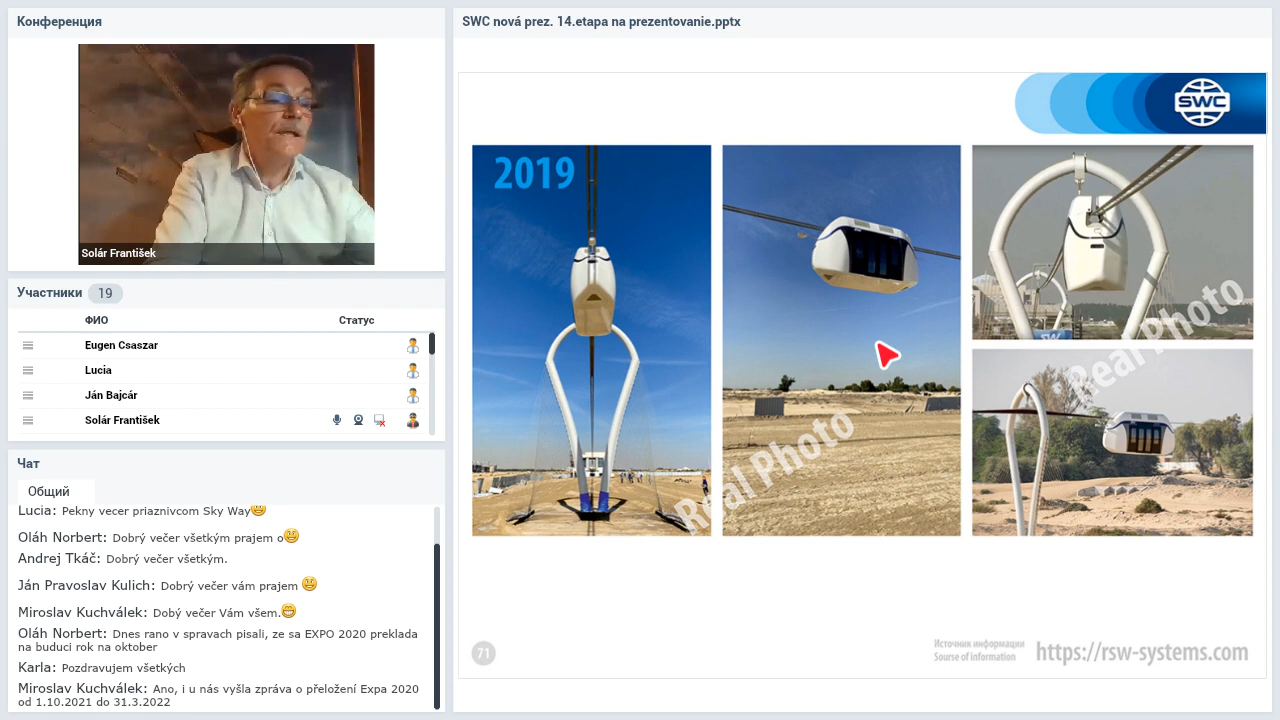 Конференция
Solár František
Участники 19
ФИО Статус
Eugen Csaszar
Lucia
Ján Bajcár
Solár František
Чат
Общий
Lucia: Pekny vecer priaznivcom Sky Way
Oláh Norbert: Dobrý večer všetkým prajem o
Andrej Tkáč: Dobrý večer všetkým.
Ján Pravoslav Kulich: Dobrý večer vám prajem
Miroslav Kuchválek: Dobý večer Vám všem.
Oláh Norbert: Dnes rano v spravach pisali, ze sa EXPO 2020 preklada
na buduci rok na oktober
Karla: Pozdravujem všetkých
Miroslav Kuchválek: Ano, i u nás vyšla zpráva o přeložení Expa 2020
od 1.10.2021 do 31.3.2022
SWC nová prez. 14.etapa na prezentovanie.pptx
SWC
2019
Real Photo
Real Photo
71
Источник информации
Sourse of information
https://rsw-systems.com